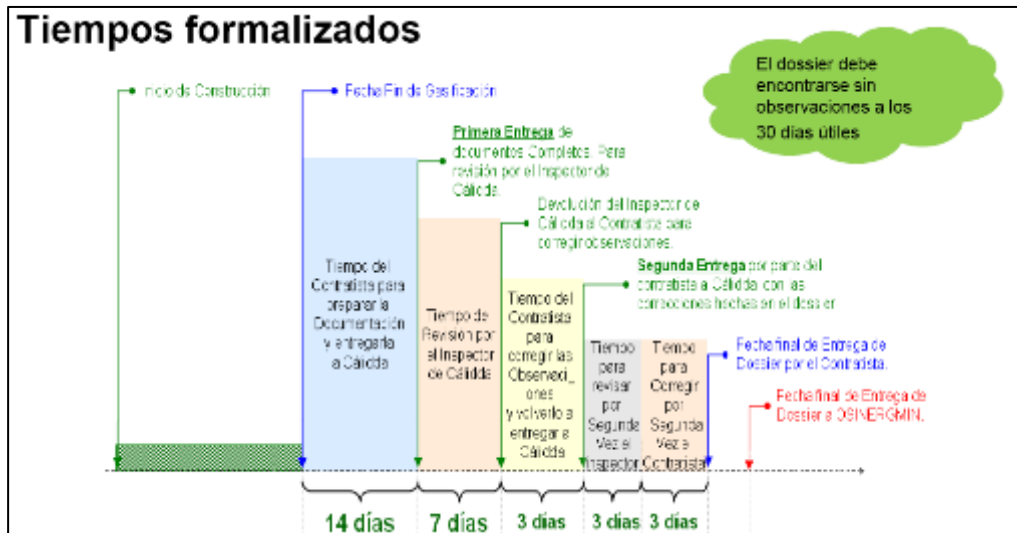 Tiempos formalizados
El dossier debe
encontrarse sin
observaciones a los
30 días útiles
Inicio de Construcción
Fecha Fin de Gasificación
Primera Entrega de
documentos Completos. Para
revisión por el Inspector de
Cálidda.
Devolución del Inspector de
Cálidda al Contratista para
corregir observaciones.
Segunda Entrega por parte del
contratista a Cálidda, con las
correcciones hechas en el dossier
Fecha final de Entrega de
Dossier por el Contratista.
Fecha final de Entrega de
Dossier a OSINERGMIN.
Tiempo del
Contratista para
preparar la
Documentación
y entregarla
a Cálidda
Tiempo de
Revisión por
el Inspector
de Cálidda
Tiempo del
Contratista
para
corregir las
Observaci_
ones
y volverlo a
entregar a
Cálidda
Tiempo
para
revisar
por
Segunda
Vez el
Inspector
Tiempo
para
Corregir
por
Segunda
Vez el
Contratista
14 días
7 días
3 días
3 días
3 días